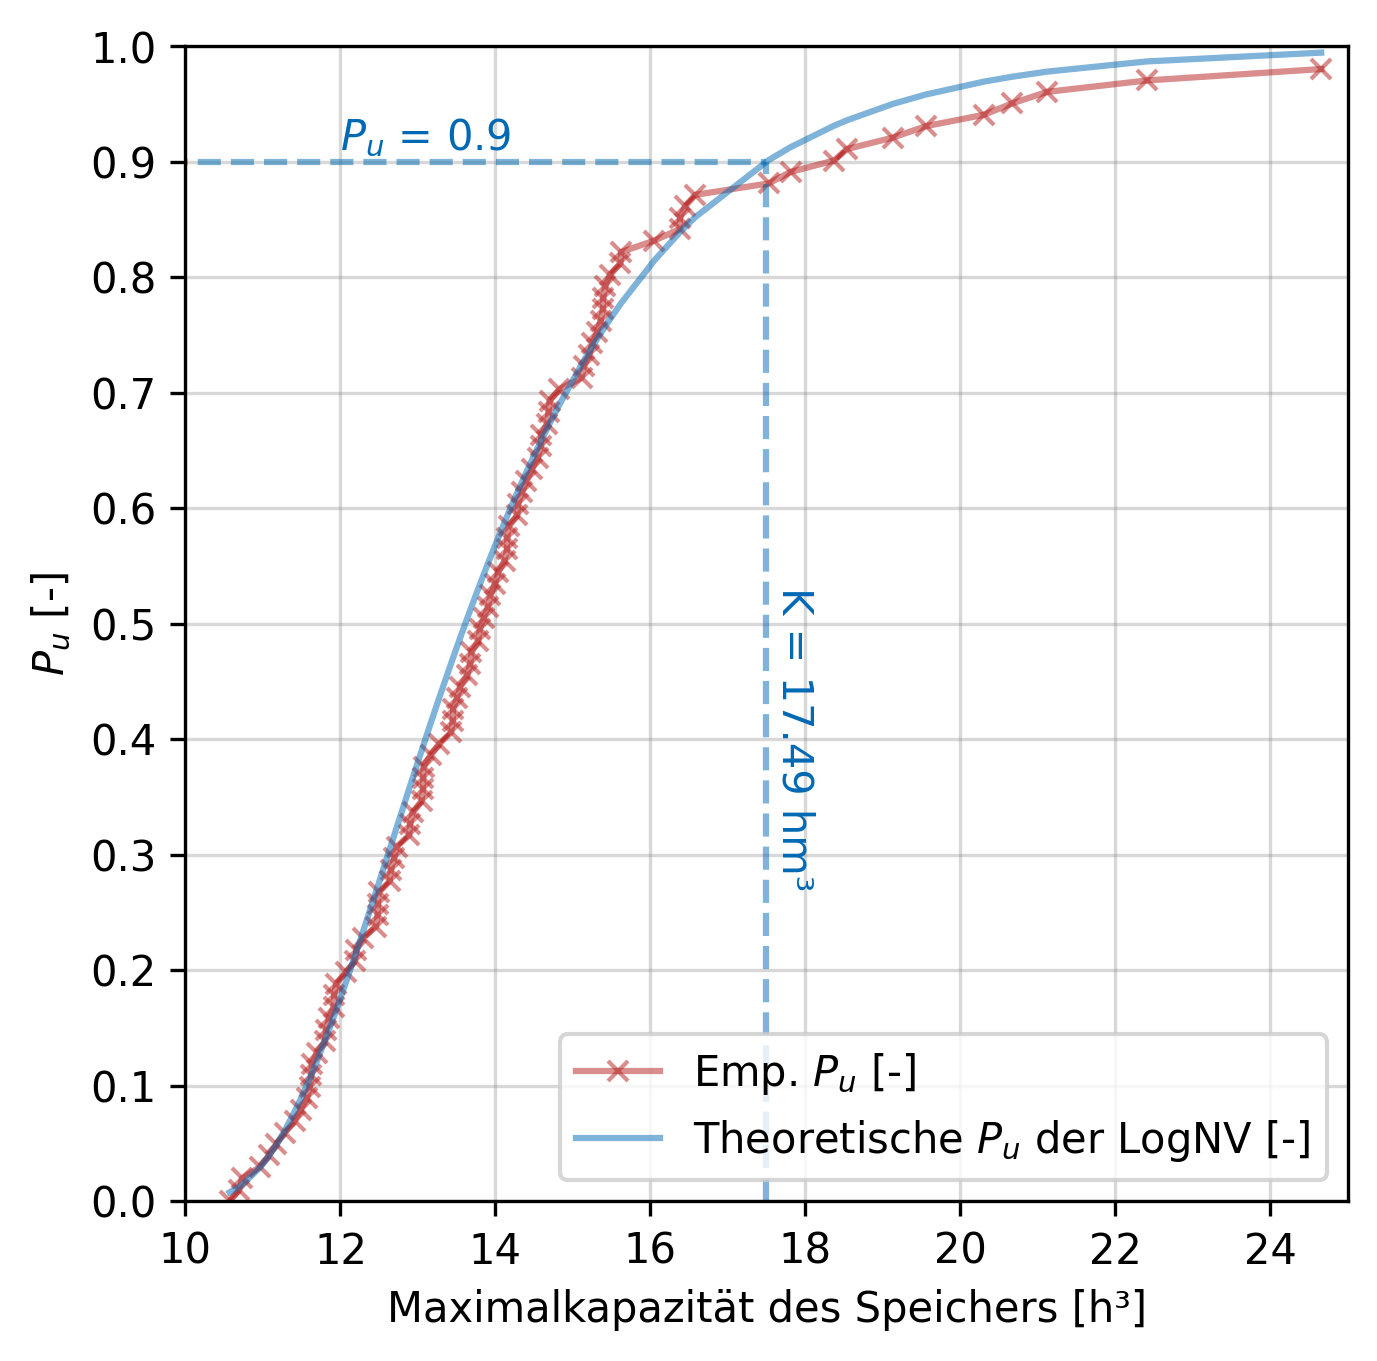 1.0
0.9
0.8
0.7
0.6
0.5
0.4
0.3
0.2
0.1
0.0
P_u [-]
P_u = 0.9
K = 17.49 hm³
Emp. P_u [-]
Theoretische P_u der LogNV [-]
10 12 14 16 18 20 22 24
Maximalkapazität des Speichers [h³]